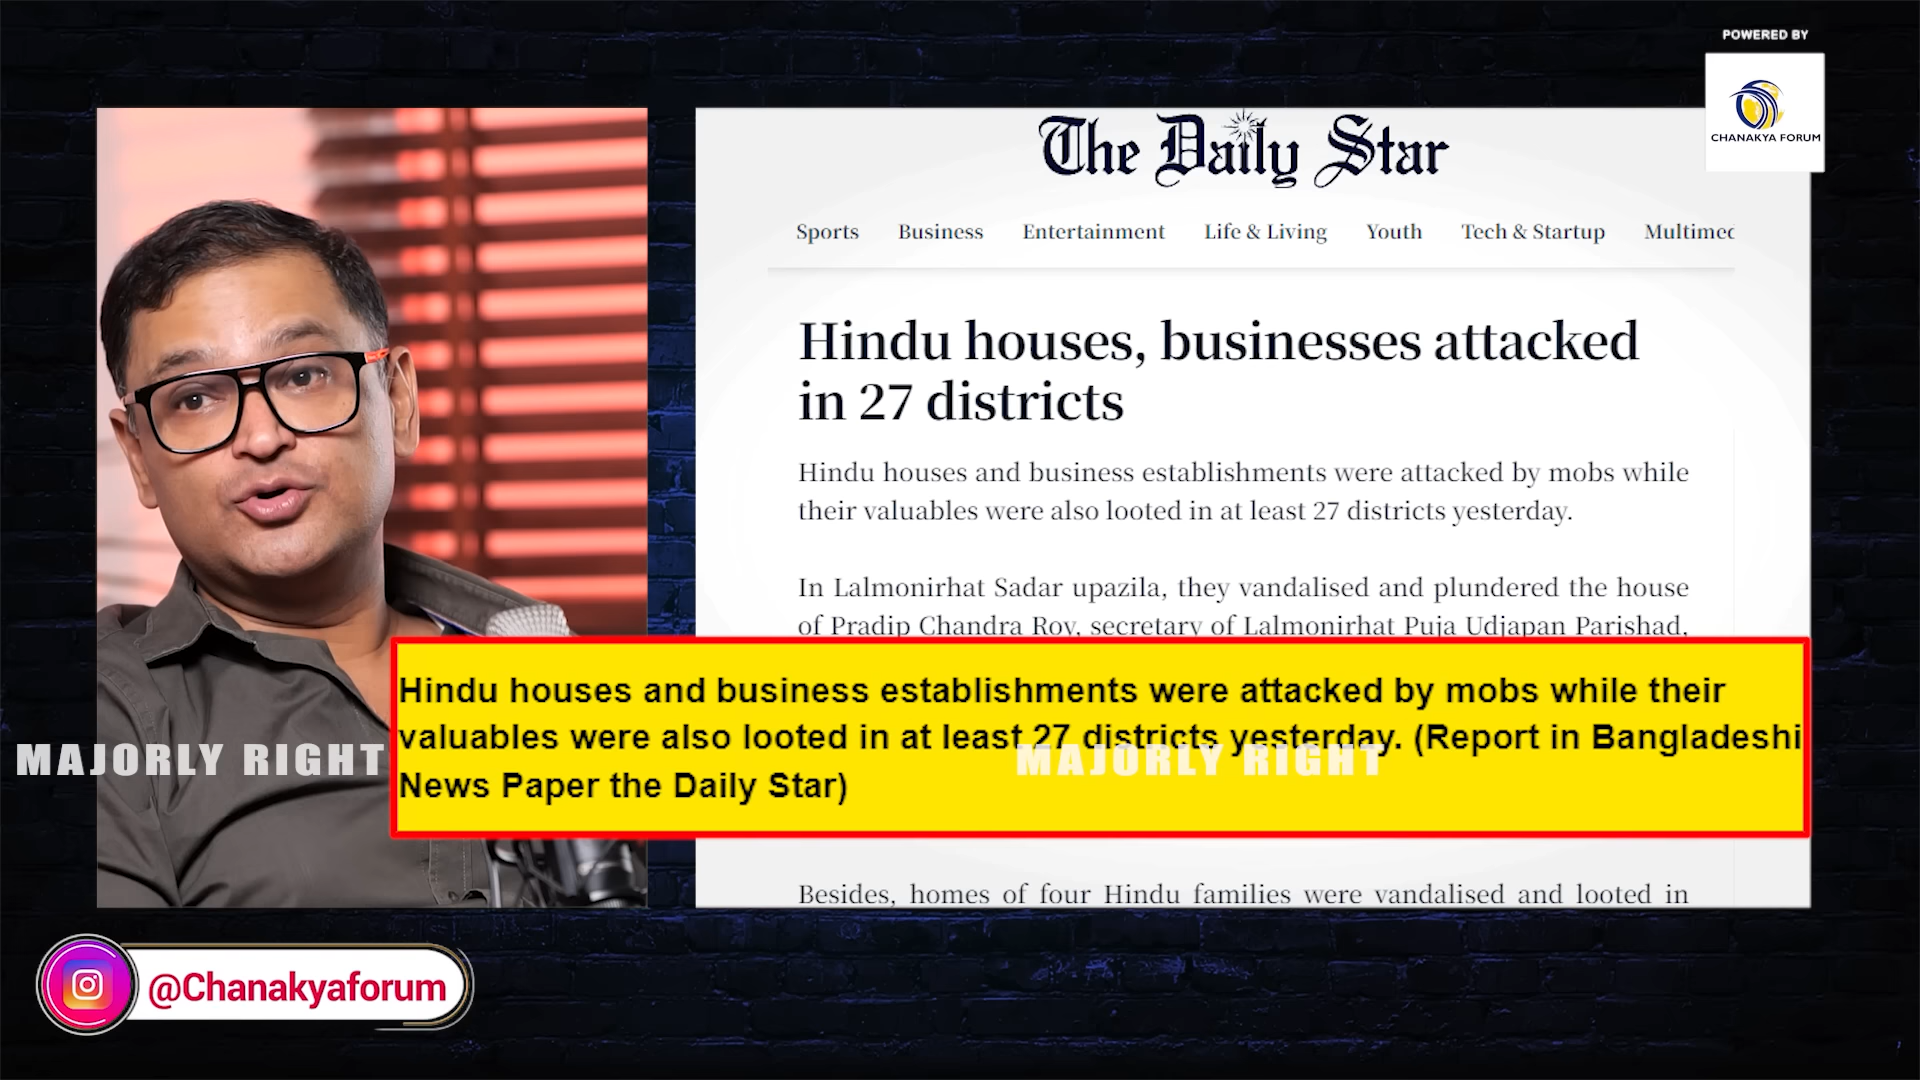 POWERED BY
CHANAKYA FORUM
The Daily Star
Sports Business Entertainment Life & Living Youth Tech & Startup Multimec
Hindu houses, businesses attacked
in 27 districts
Hindu houses and business establishments were attacked by mobs while
their valuables were also looted in at least 27 districts yesterday.
In Lalmonirhat Sadar upazila, they vandalised and plundered the house
of Pradip Chandra Roy, secretary of Lalmonirhat Puja Udjapan Parishad,
Hindu houses and business establishments were attacked by mobs while their
valuables were also looted in at least 27 districts yesterday. (Report in Bangladeshi
News Paper the Daily Star)
MAJORLY RIGHT
MAJORLY RIGHT
Besides, homes of four Hindu families were vandalised and looted in
@Chanakyaforum